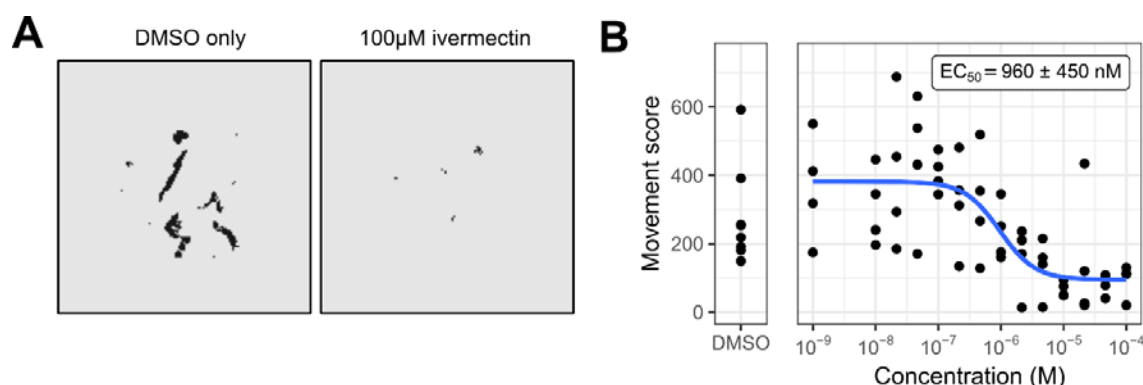 A
DMSO only
100µM ivermectin
B
EC₅₀ = 960 ± 450 nM
Movement score
600
400
200
0
DMSO
10⁻⁹
10⁻⁸
10⁻⁷
10⁻⁶
10⁻⁵
10⁻⁴
Concentration (M)